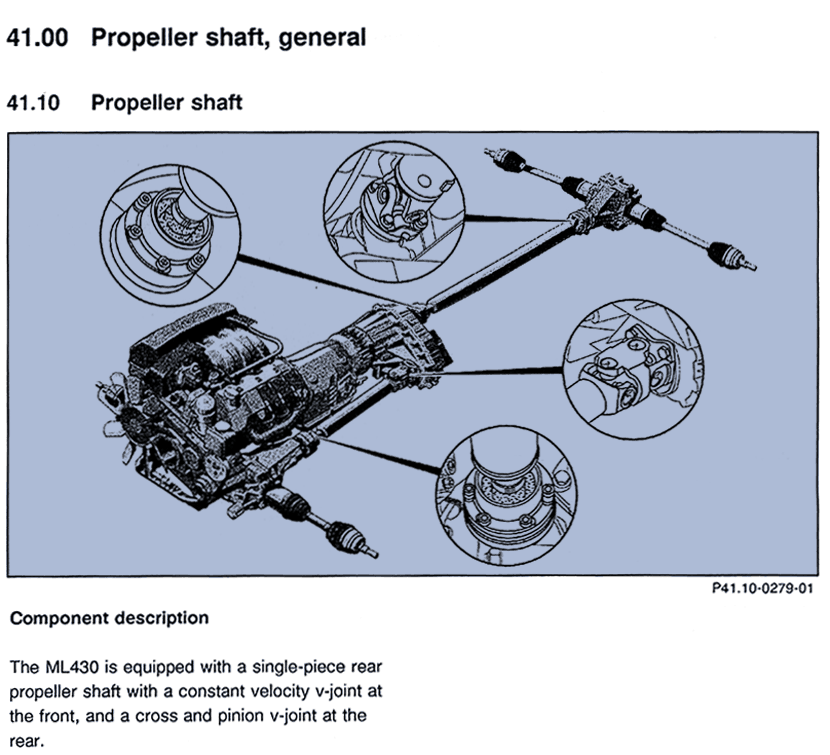 41.00 Propeller shaft, general
41.10 Propeller shaft
P41.10-0279-01
Component description
The ML430 is equipped with a single-piece rear
propeller shaft with a constant velocity v-joint at
the front, and a cross and pinion v-joint at the
rear.